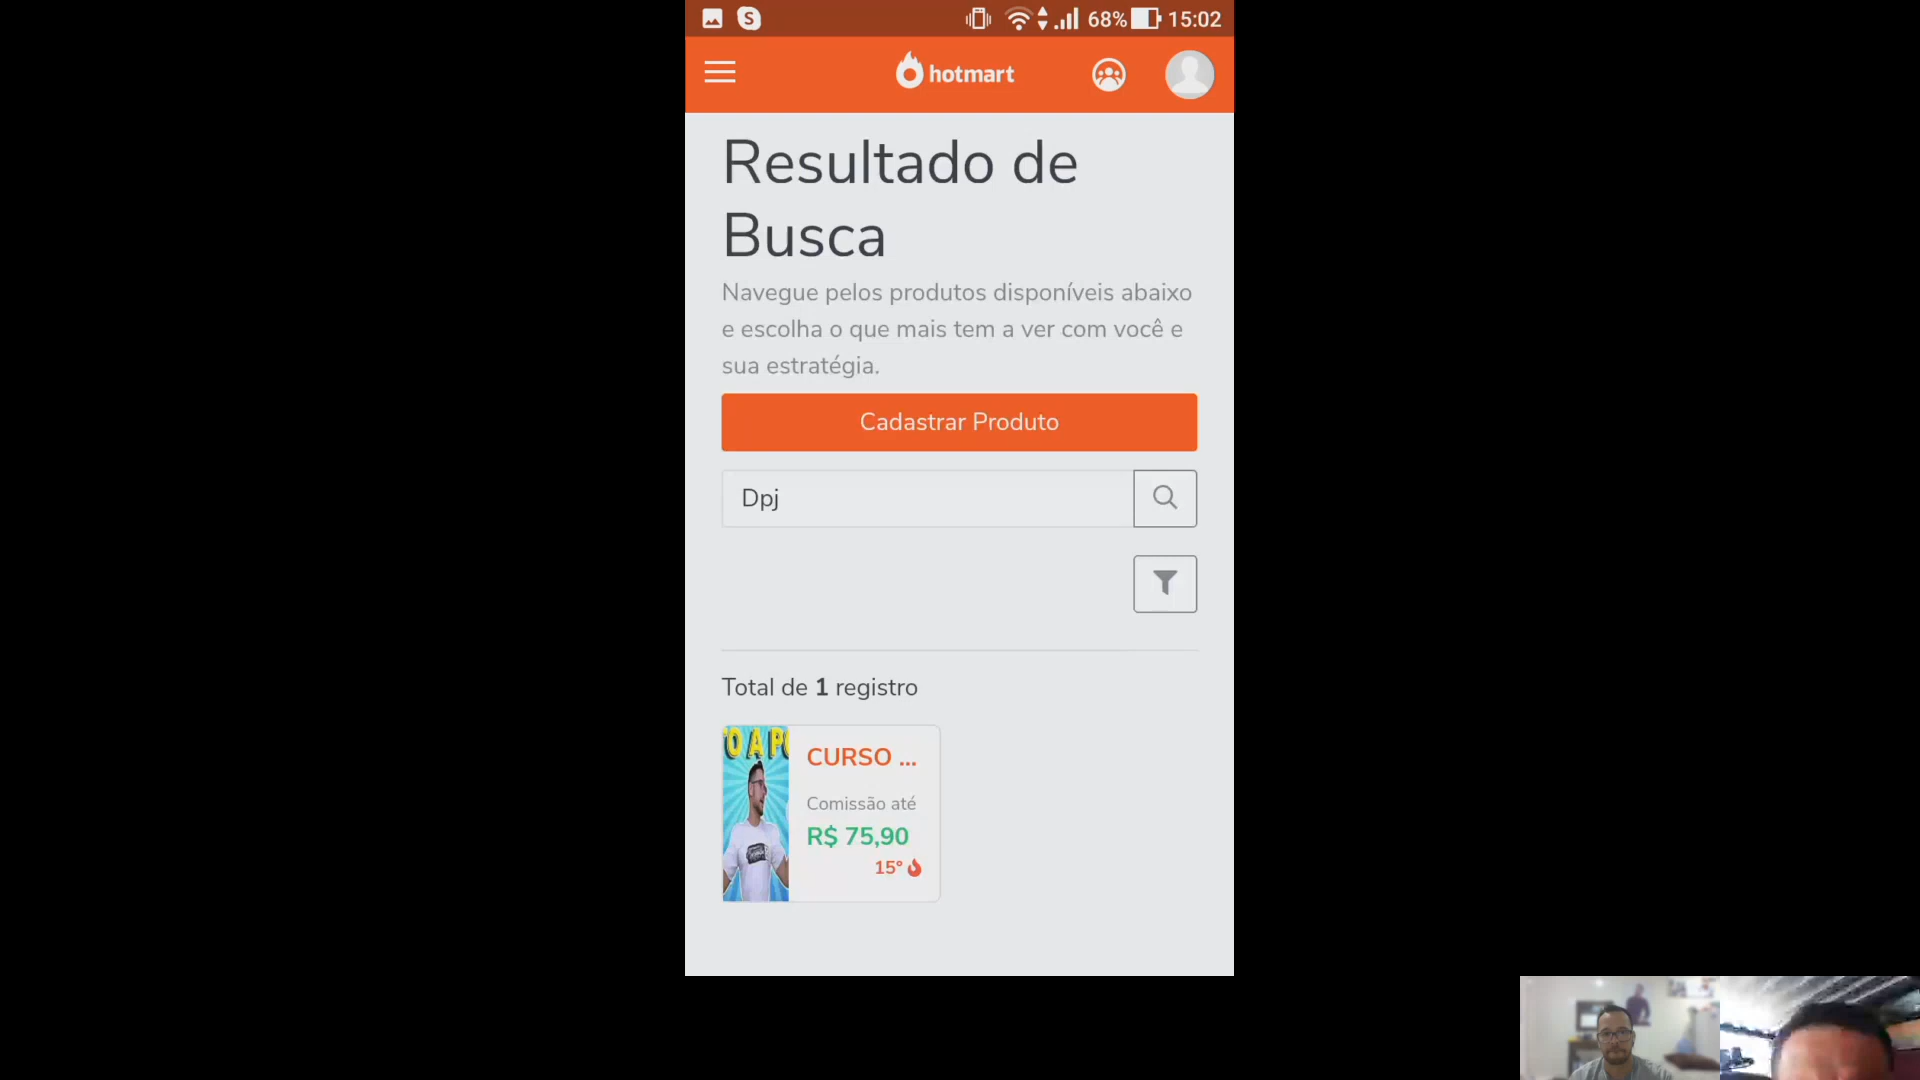 S
68%
15:02
hotmart
Resultado de
Busca
Navegue pelos produtos disponíveis abaixo
e escolha o que mais tem a ver com você e
sua estratégia.
Cadastrar Produto
Dpj
Total de 1 registro
CURSO ...
Comissão até
R$ 75,90
15°